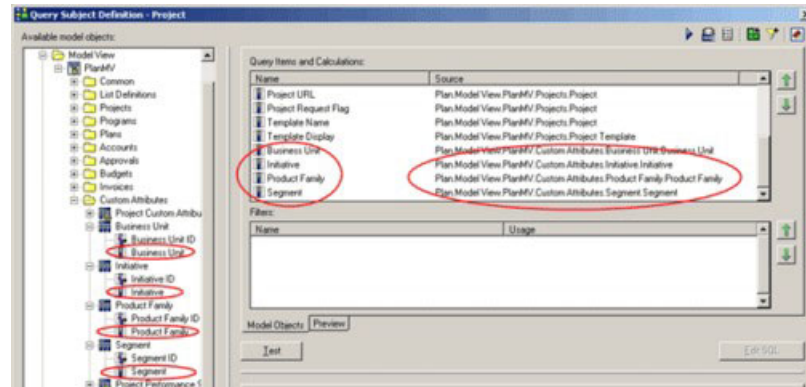 Query Subject Definition - Project
Available model objects:
Model View
PlanMV
Common
List Definitions
Projects
Programs
Plans
Accounts
Approvals
Budgets
Invoices
Custom Attributes
Project Custom Attribu
Business Unit
Business Unit ID
Business Unit
Initiative
Initiative ID
Initiative
Product Family
Product Family ID
Product Family
Segment
Segment ID
Segment
Project Performance S
Query Items and Calculations:
Name Source
Project URL Plan.Model View.PlanMV.Projects.Project
Project Request Flag Plan.Model View.PlanMV.Projects.Project
Template Name Plan.Model View.PlanMV.Projects.Project
Template Display Plan.Model View.PlanMV.Projects.Project Template
Business Unit Plan.Model View.PlanMV.Custom Attributes.Business Unit.Business Unit
Initiative Plan.Model View.PlanMV.Custom Attributes.Initiative.Initiative
Product Family Plan.Model View.PlanMV.Custom Attributes.Product Family.Product Family
Segment Plan.Model View.PlanMV.Custom Attributes.Segment.Segment
Filters:
Name Usage
Model Objects Preview
Test Edit SQL